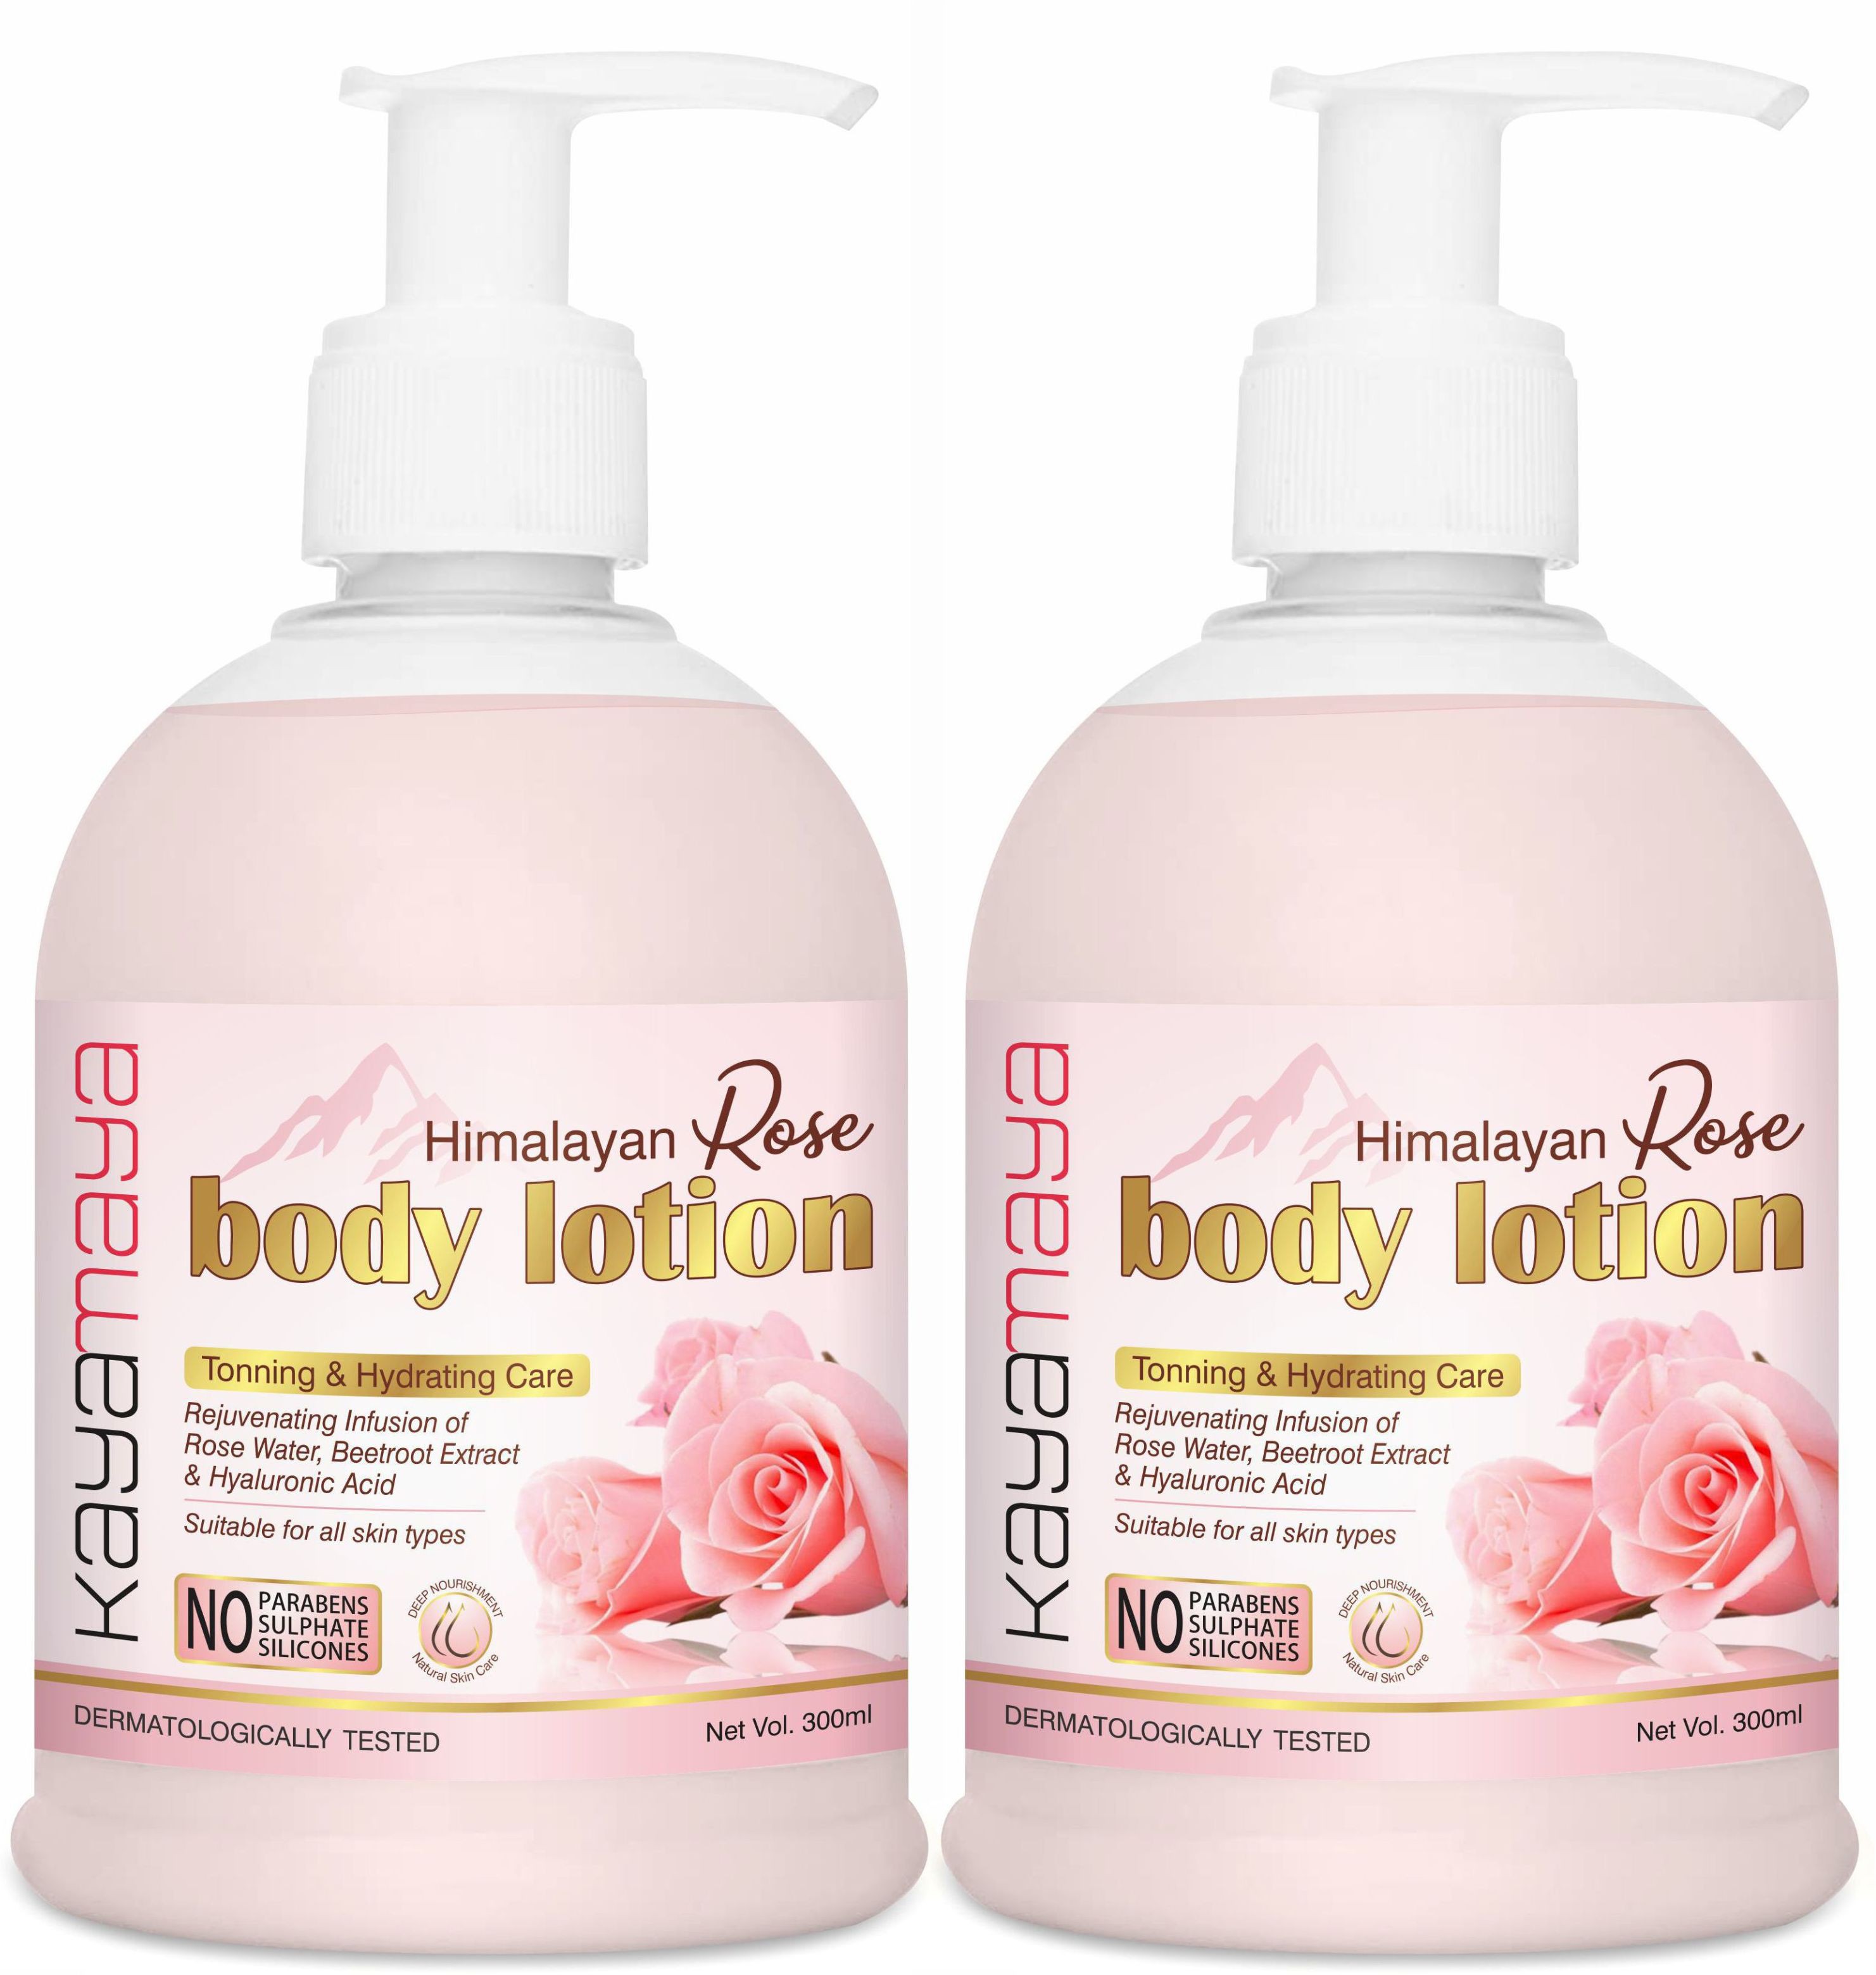 kayamaya
Himalayan Rose
body lotion
Tonning & Hydrating Care
Rejuvenating Infusion of
Rose Water, Beetroot Extract
& Hyaluronic Acid
Suitable for all skin types
NO PARABENS
SULPHATE
SILICONES
DEEP NOURISHMENT
Natural Skin Care
DERMATOLOGICALLY TESTED
Net Vol. 300ml
kayamaya
Himalayan Rose
body lotion
Tonning & Hydrating Care
Rejuvenating Infusion of
Rose Water, Beetroot Extract
& Hyaluronic Acid
Suitable for all skin types
NO PARABENS
SULPHATE
SILICONES
DEEP NOURISHMENT
Natural Skin Care
DERMATOLOGICALLY TESTED
Net Vol. 300ml